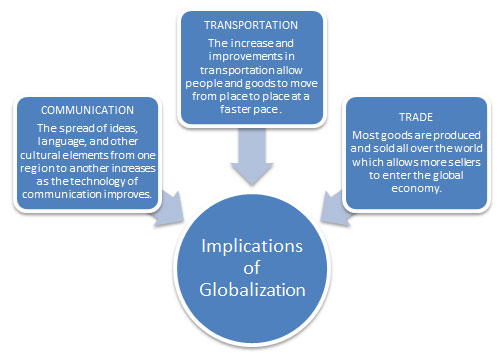 TRANSPORTATION
The increase and
improvements in
transportation allow
people and goods to move
from place to place at a
faster pace .
COMMUNICATION
The spread of ideas,
language, and other
cultural elements from one
region to another increases
as the technology of
communication improves.
TRADE
Most goods are produced
and sold all over the world
which allows more sellers
to enter the global
economy.
Implications
of
Globalization